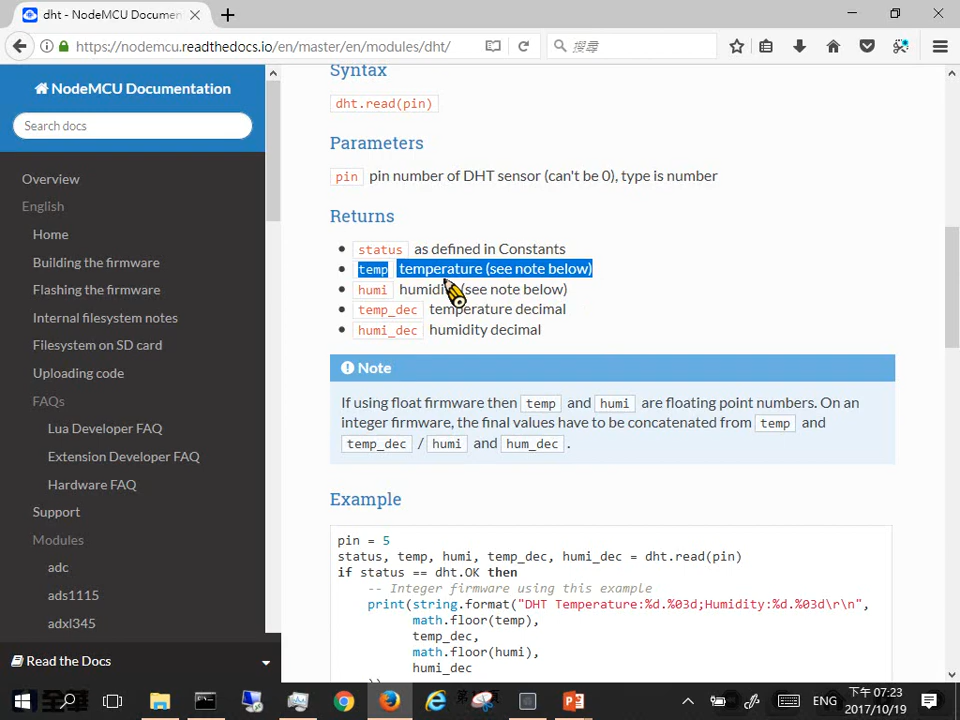 dht - NodeMCU Documen
https://nodemcu.readthedocs.io/en/master/en/modules/dht/
搜尋
NodeMCU Documentation
Search docs
Overview
English
Home
Building the firmware
Flashing the firmware
Internal filesystem notes
Filesystem on SD card
Uploading code
FAQs
Lua Developer FAQ
Extension Developer FAQ
Hardware FAQ
Support
Modules
adc
ads1115
adxl345
Read the Docs
Syntax
dht.read(pin)
Parameters
pin pin number of DHT sensor (can't be 0), type is number
Returns
status as defined in Constants
temp temperature (see note below)
humi humidity (see note below)
temp_dec temperature decimal
humi_dec humidity decimal
Note
If using float firmware then temp and humi are floating point numbers. On an
integer firmware, the final values have to be concatenated from temp and
temp_dec / humi and hum_dec .
Example
pin = 5
status, temp, humi, temp_dec, humi_dec = dht.read(pin)
if status == dht.OK then
-- Integer firmware using this example
print(string.format("DHT Temperature:%d.%03d;Humidity:%d.%03d\r\n",
math.floor(temp),
temp_dec,
math.floor(humi),
humi_dec
))
ENG
下午 07:23
2017/10/19